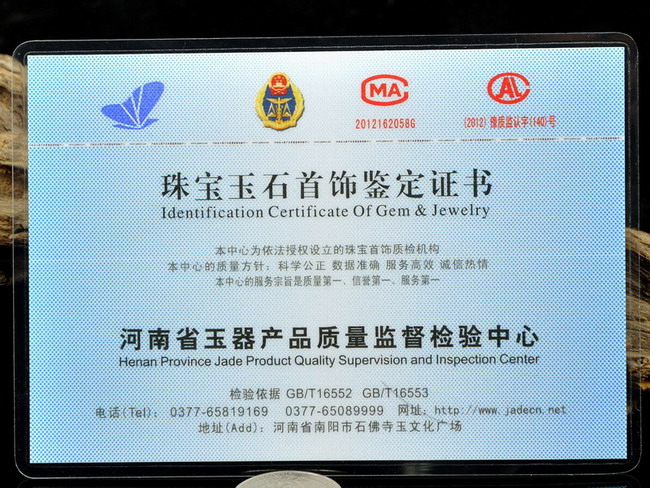 MA
2012162058G
CAL
(2012) 豫质监认字(140)号
珠宝玉石首饰鉴定证书
Identification Certificate Of Gem & Jewelry
本中心为依法授权设立的珠宝首饰质检机构
本中心的质量方针：科学公正 数据准确 服务高效 诚信热情
本中心的服务宗旨是质量第一、信誉第一、服务第一
河南省玉器产品质量监督检验中心
Henan Province Jade Product Quality Supervision and Inspection Center
检验依据 GB/T16552 GB/T16553
电话(Tel): 0377-65819169 0377-65089999 网址: http://www.jadecn.net
地址(Add): 河南省南阳市石佛寺玉文化广场